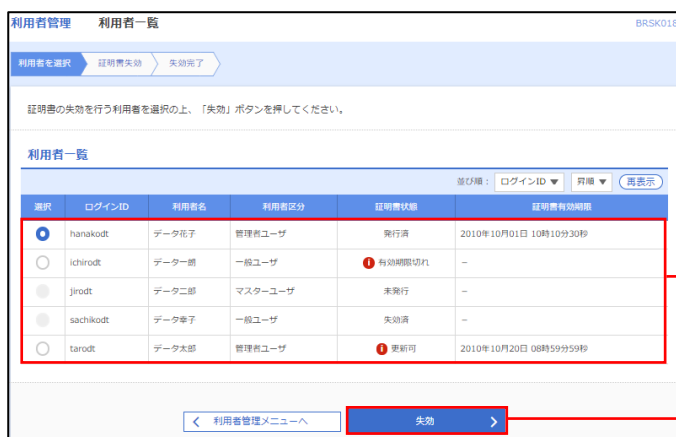 利用者管理 利用者一覧 BRSK018
利用者を選択 証明書失効 失効完了
証明書の失効を行う利用者を選択の上、「失効」ボタンを押してください。
利用者一覧
並び順： ログインID ▼ 昇順 ▼ 再表示
選択 ログインID 利用者名 利用者区分 証明書状態 証明書有効期限
hanakodt データ花子 管理者ユーザ 発行済 2010年10月01日 10時10分30秒
ichirodt データ一朗 一般ユーザ 有効期限切れ －
jirodt データ二郎 マスターユーザ 未発行 －
sachikodt データ幸子 一般ユーザ 失効済 －
tarodt データ太郎 管理者ユーザ 更新可 2010年10月20日 08時59分59秒
利用者管理メニューへ 失効